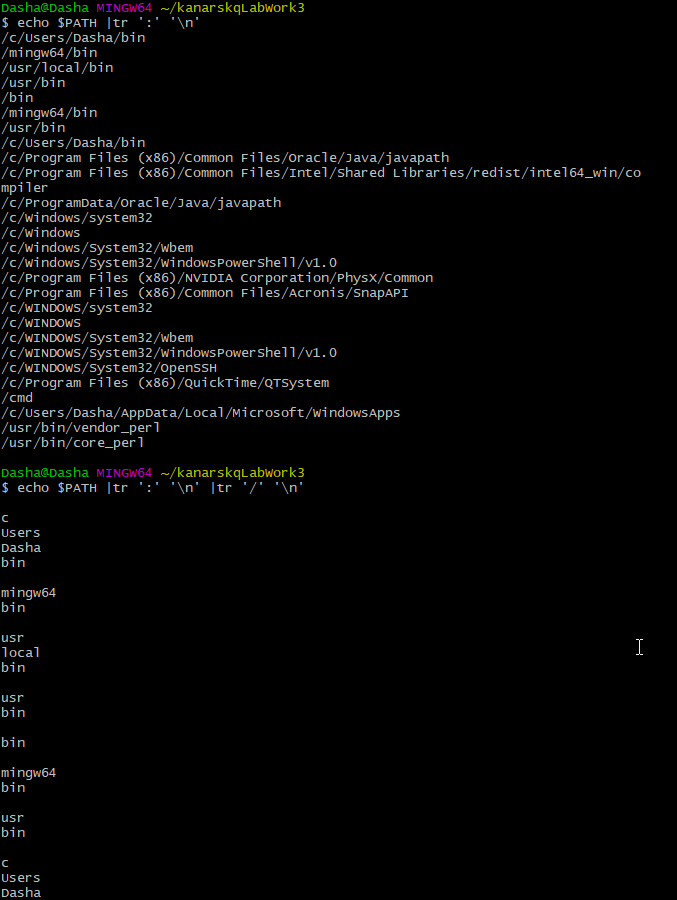 Dasha@Dasha MINGW64 ~/kanarskqLabWork3
$ echo $PATH |tr ':' '\n'
/c/Users/Dasha/bin
/mingw64/bin
/usr/local/bin
/usr/bin
/bin
/mingw64/bin
/usr/bin
/c/Users/Dasha/bin
/c/Program Files (x86)/Common Files/Oracle/Java/javapath
/c/Program Files (x86)/Common Files/Intel/Shared Libraries/redist/intel64_win/co
mpiler
/c/ProgramData/Oracle/Java/javapath
/c/Windows/system32
/c/Windows
/c/Windows/System32/Wbem
/c/Windows/System32/WindowsPowerShell/v1.0
/c/Program Files (x86)/NVIDIA Corporation/PhysX/Common
/c/Program Files (x86)/Common Files/Acronis/SnapAPI
/c/WINDOWS/system32
/c/WINDOWS
/c/WINDOWS/System32/Wbem
/c/WINDOWS/System32/WindowsPowerShell/v1.0
/c/WINDOWS/System32/OpenSSH
/c/Program Files (x86)/QuickTime/QTSystem
/cmd
/c/Users/Dasha/AppData/Local/Microsoft/WindowsApps
/usr/bin/vendor_perl
/usr/bin/core_perl
Dasha@Dasha MINGW64 ~/kanarskqLabWork3
$ echo $PATH |tr ':' '\n' |tr '/' '\n'
c
Users
Dasha
bin
mingw64
bin
usr
local
bin
usr
bin
bin
mingw64
bin
usr
bin
c
Users
Dasha